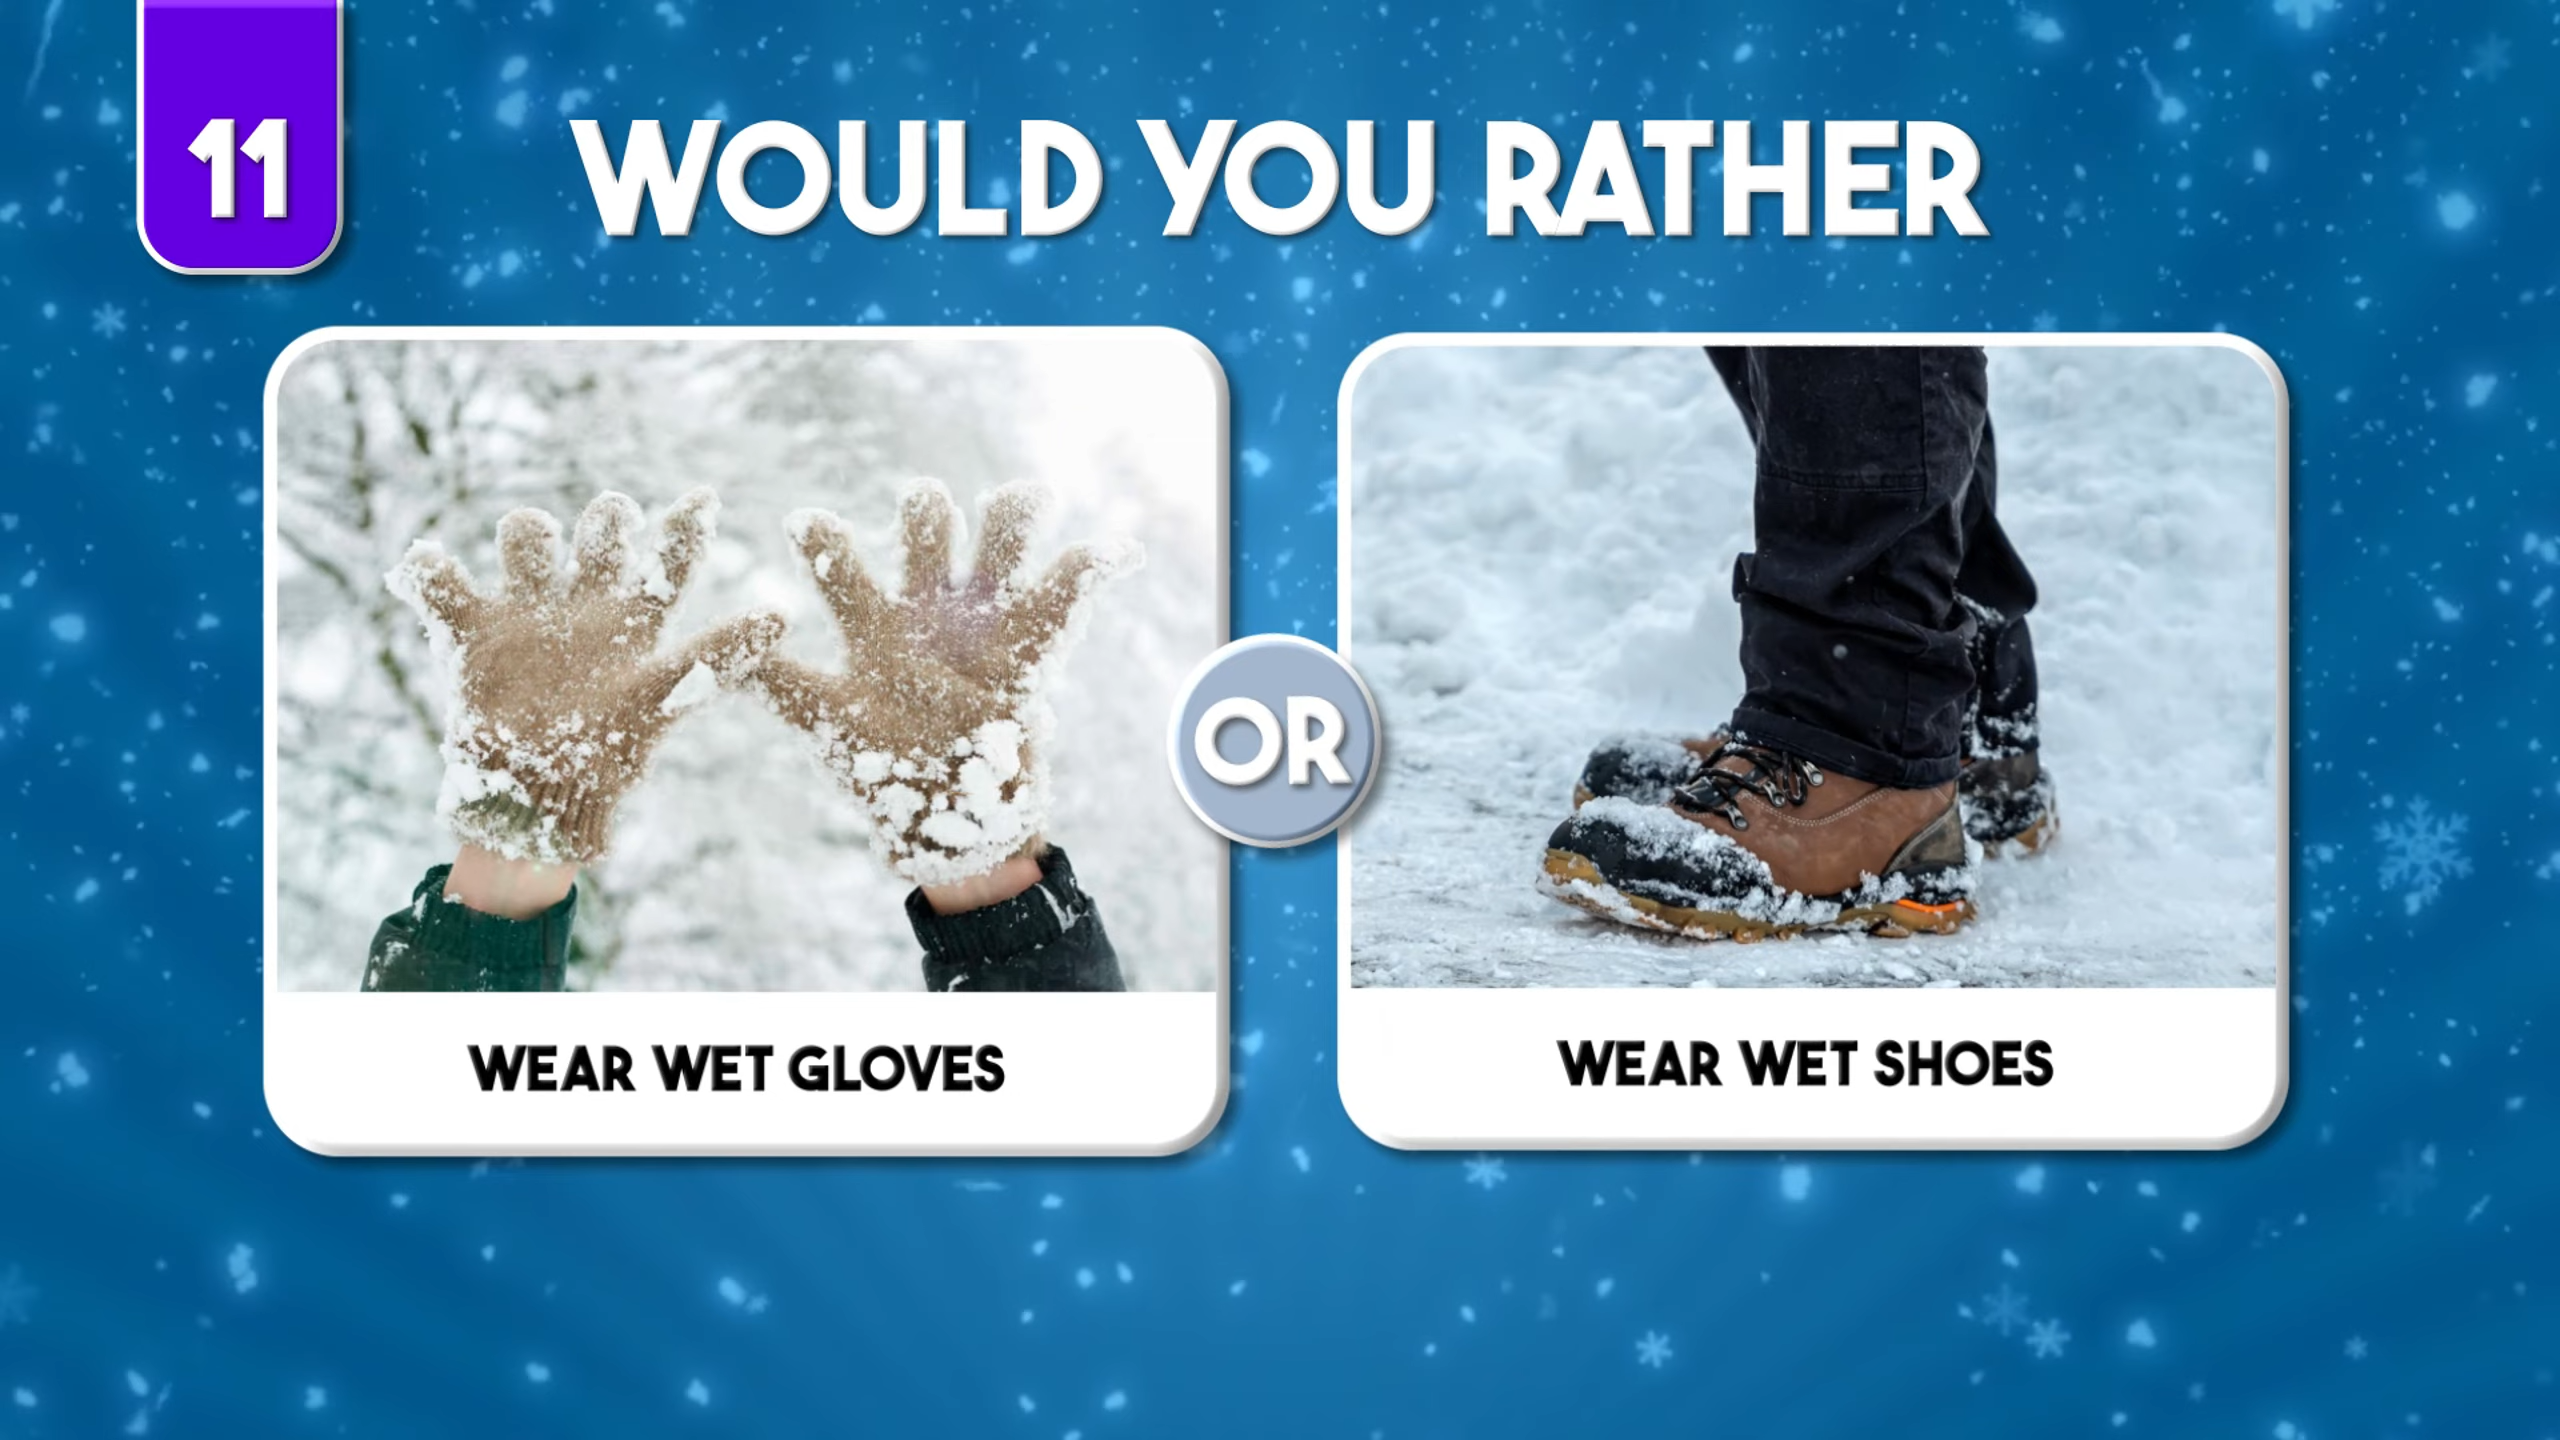 11
WOULD YOU RATHER
OR
WEAR WET GLOVES
WEAR WET SHOES